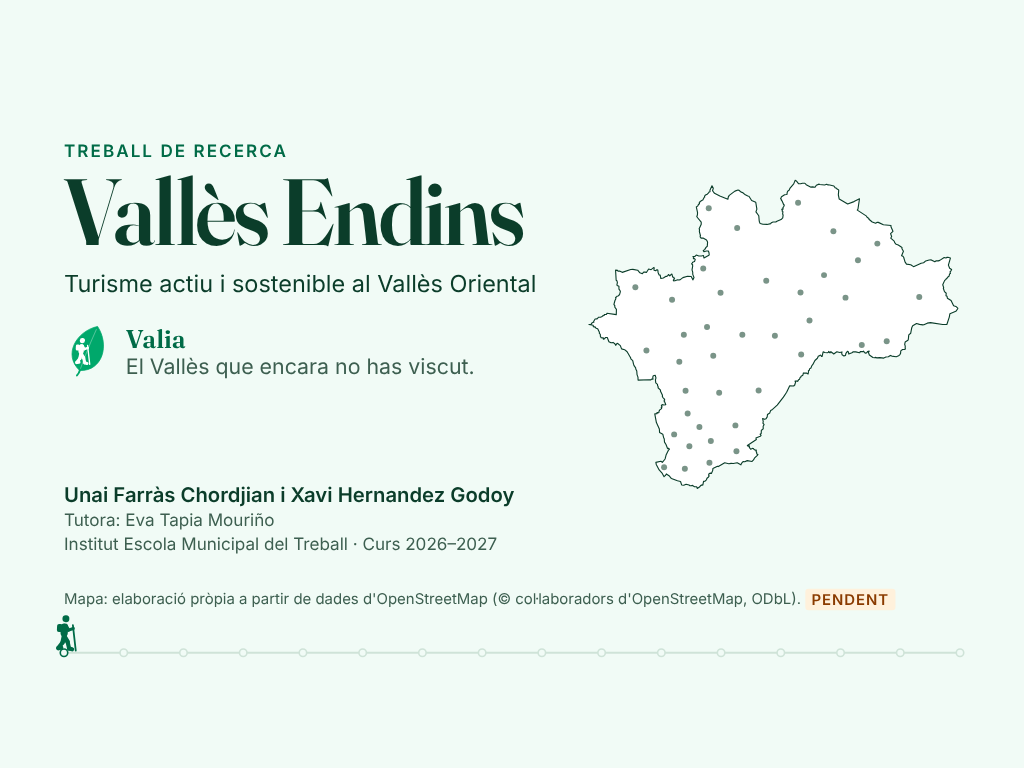 TREBALL DE RECERCA
Vallès Endins
Turisme actiu i sostenible al Vallès Oriental
Valia
El Vallès que encara no has viscut.
Unai Farràs Chordjian i Xavi Hernandez Godoy
Tutora: Eva Tapia Mouriño
Institut Escola Municipal del Treball · Curs 2026–2027
Mapa: elaboració pròpia a partir de dades d'OpenStreetMap (© col·laboradors d'OpenStreetMap, ODbL). PENDENT